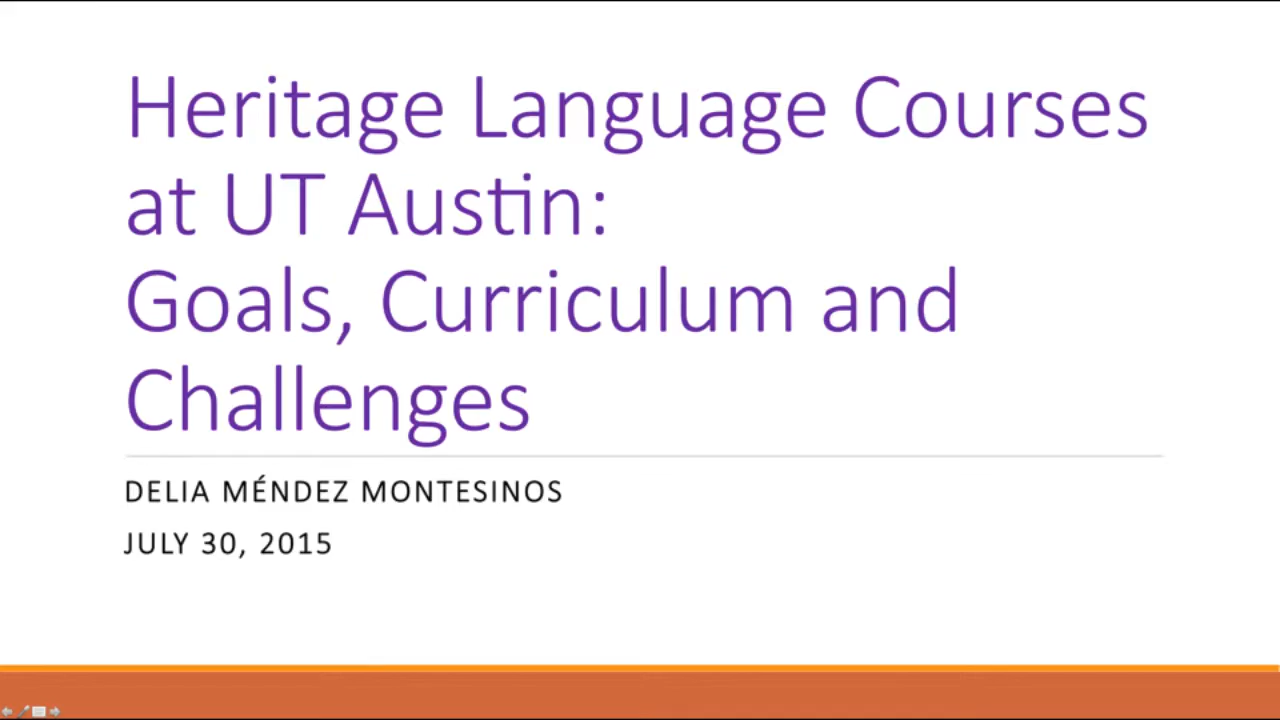 Heritage Language Courses
at UT Austin:
Goals, Curriculum and
Challenges
DELIA MÉNDEZ MONTESINOS
JULY 30, 2015